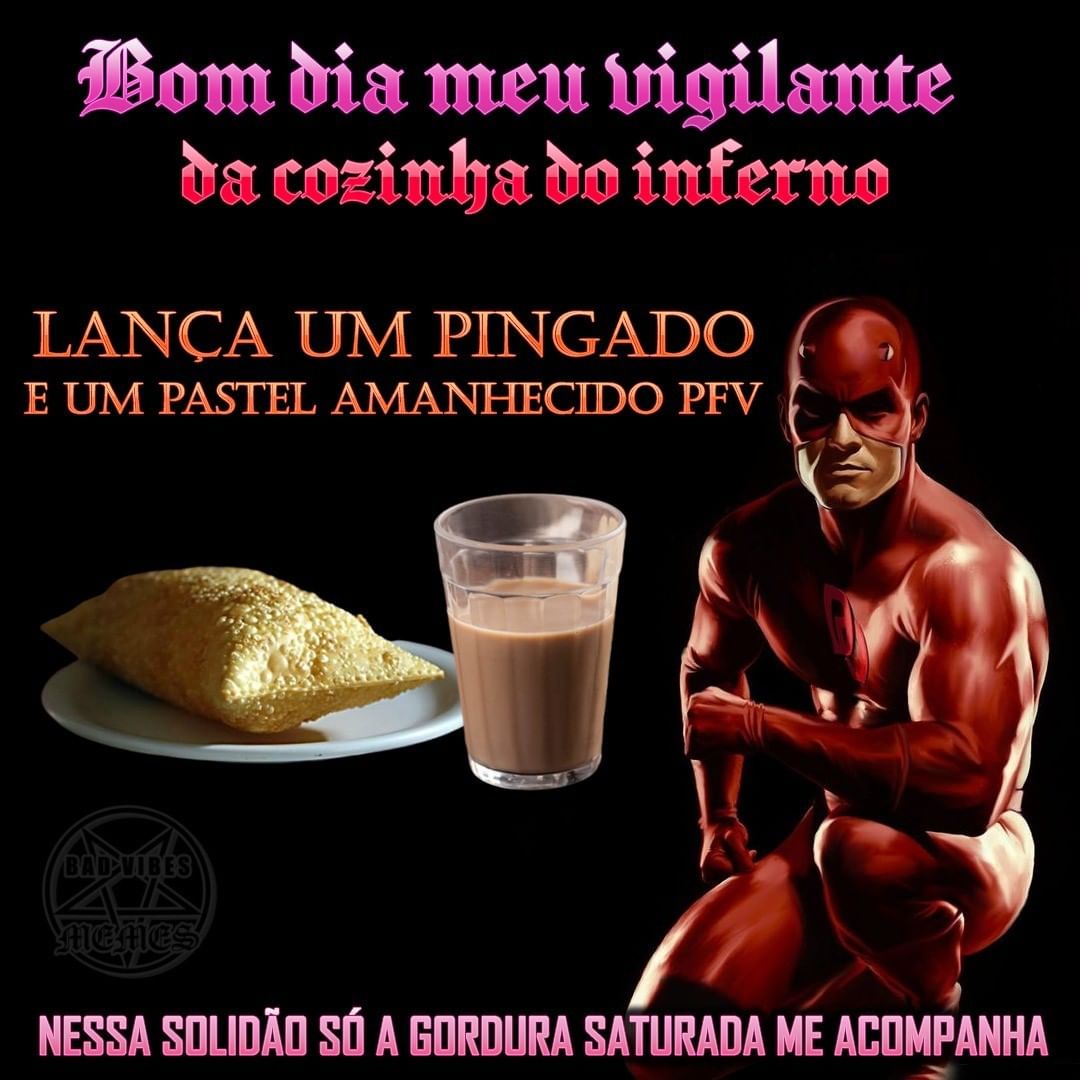 Bom dia meu vigilante
da cozinha do inferno
LANÇA UM PINGADO
E UM PASTEL AMANHECIDO PFV
BAD VIBES
MEMES
NESSA SOLIDÃO SÓ A GORDURA SATURADA ME ACOMPANHA